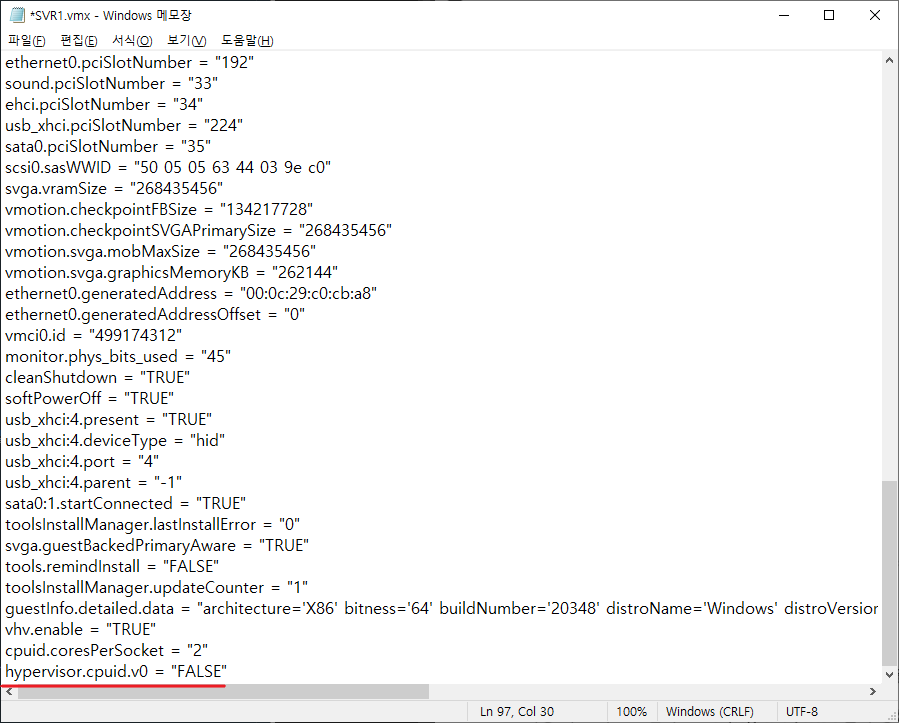 *SVR1.vmx - Windows 메모장
파일(F) 편집(E) 서식(O) 보기(V) 도움말(H)
ethernet0.pciSlotNumber = "192"
sound.pciSlotNumber = "33"
ehci.pciSlotNumber = "34"
usb_xhci.pciSlotNumber = "224"
sata0.pciSlotNumber = "35"
scsi0.sasWWID = "50 05 05 63 44 03 9e c0"
svga.vramSize = "268435456"
vmotion.checkpointFBSize = "134217728"
vmotion.checkpointSVGAPrimarySize = "268435456"
vmotion.svga.mobMaxSize = "268435456"
vmotion.svga.graphicsMemoryKB = "262144"
ethernet0.generatedAddress = "00:0c:29:c0:cb:a8"
ethernet0.generatedAddressOffset = "0"
vmci0.id = "499174312"
monitor.phys_bits_used = "45"
cleanShutdown = "TRUE"
softPowerOff = "TRUE"
usb_xhci:4.present = "TRUE"
usb_xhci:4.deviceType = "hid"
usb_xhci:4.port = "4"
usb_xhci:4.parent = "-1"
sata0:1.startConnected = "TRUE"
toolsInstallManager.lastInstallError = "0"
svga.guestBackedPrimaryAware = "TRUE"
tools.remindInstall = "FALSE"
toolsInstallManager.updateCounter = "1"
guestInfo.detailed.data = "architecture='X86' bitness='64' buildNumber='20348' distroName='Windows' distroVersion
vhv.enable = "TRUE"
cpuid.coresPerSocket = "2"
hypervisor.cpuid.v0 = "FALSE"
Ln 97, Col 30 100% Windows (CRLF) UTF-8